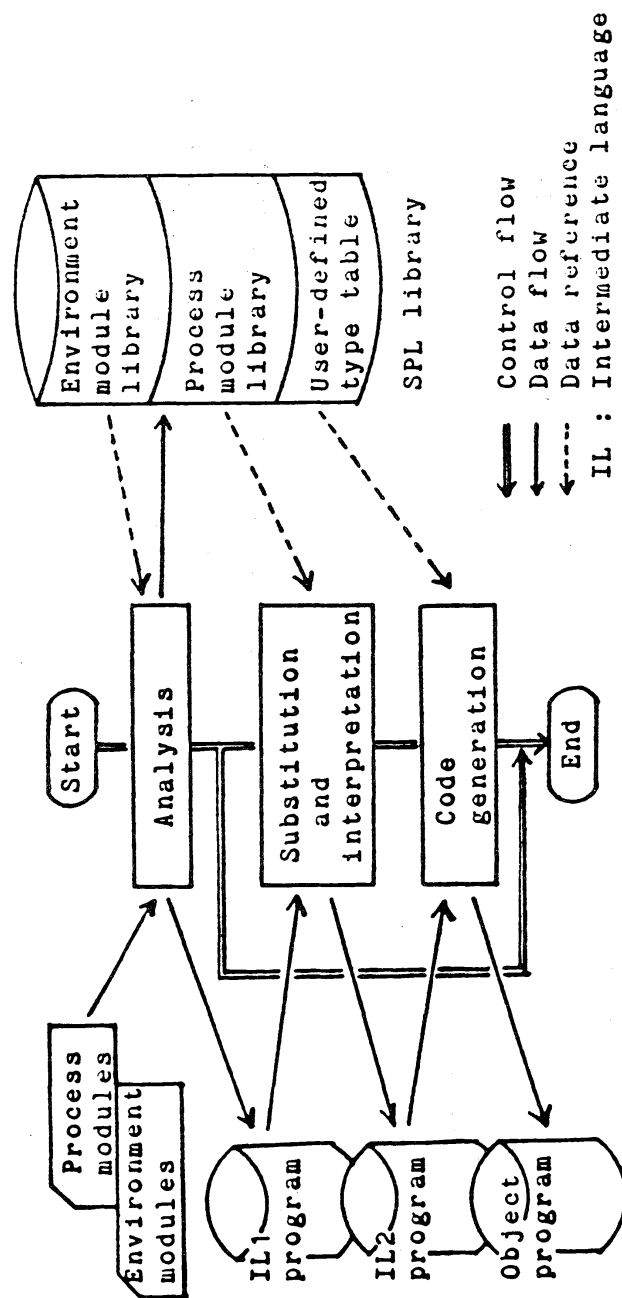 Process
modules
Environment
modules
IL1
program
IL2
program
Object
program
Start
Analysis
Substitution
and
interpretation
Code
generation
End
Environment
module
library
Process
module
library
User-defined
type table
SPL library
Control flow
Data flow
Data reference
IL : Intermediate language